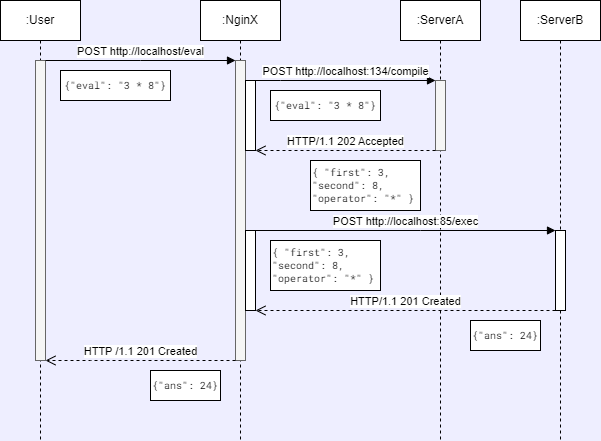 :User
:NginX
:ServerA
:ServerB
POST http://localhost/eval
{"eval": "3 * 8"}
POST http://localhost:134/compile
{"eval": "3 * 8"}
HTTP/1.1 202 Accepted
{ "first": 3,
"second": 8,
"operator": "*" }
POST http://localhost:85/exec
{ "first": 3,
"second": 8,
"operator": "*" }
HTTP/1.1 201 Created
{"ans": 24}
HTTP /1.1 201 Created
{"ans": 24}